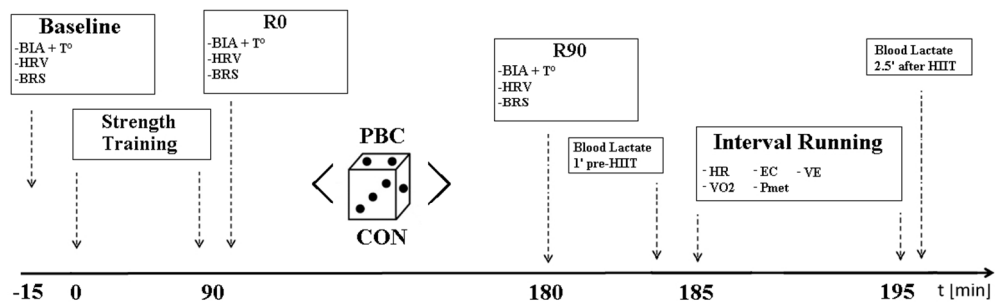 Baseline
-BIA + T°
-HRV
-BRS
Strength
Training
R0
-BIA + T°
-HRV
-BRS
PBC
CON
R90
-BIA + T°
-HRV
-BRS
Blood Lactate
1' pre-HIIT
Interval Running
- HR - EC - VE
- VO2 - Pmet
Blood Lactate
2.5' after HIIT
-15 0 90 180 185 195 t [min]